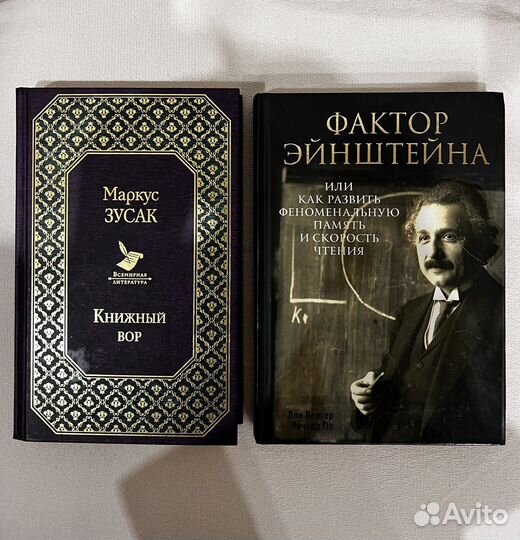 Маркус
ЗУСАК
Всемирная
литература
Книжный
вор
ФАКТОР
ЭЙНШТЕЙНА
ИЛИ
КАК РАЗВИТЬ
ФЕНОМЕНАЛЬНУЮ
ПАМЯТЬ
И СКОРОСТЬ
ЧТЕНИЯ
Вин Венгер
Ричард По
Avito